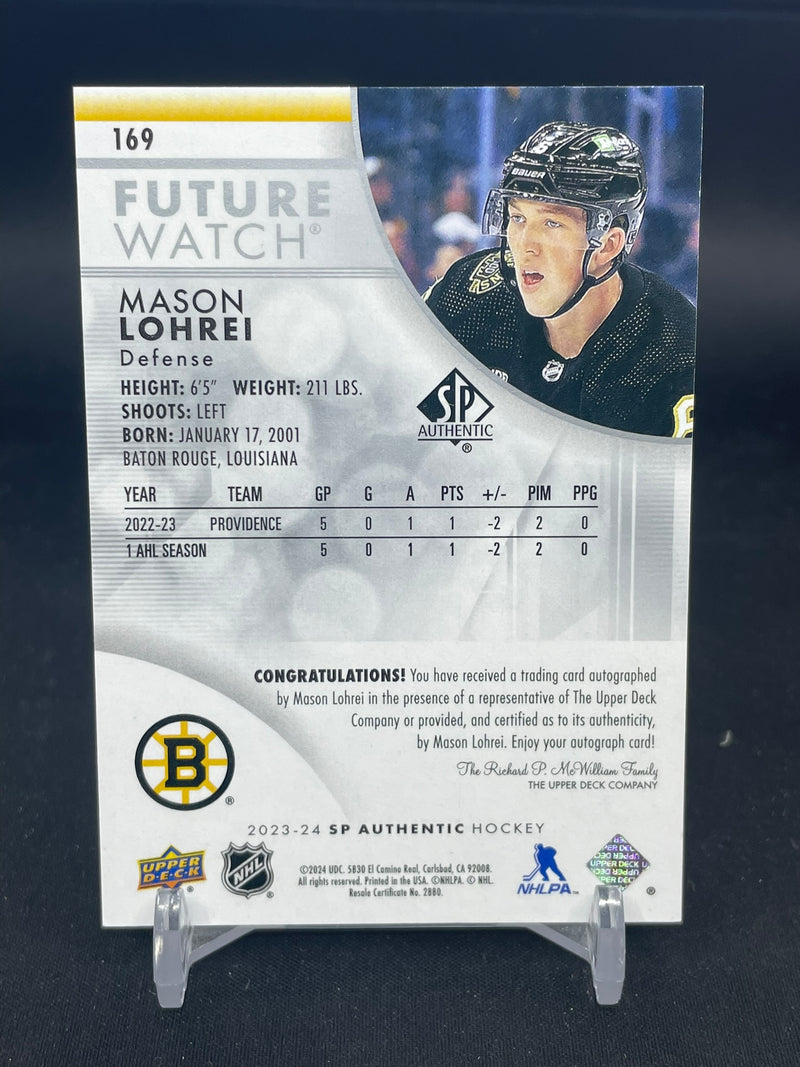 169
FUTURE
WATCH®
BAUER
MASON
LOHREI
Defense
HEIGHT: 6'5" WEIGHT: 211 LBS.
SHOOTS: LEFT
BORN: JANUARY 17, 2001
BATON ROUGE, LOUISIANA
SP
AUTHENTIC
®
YEAR TEAM GP G A PTS +/- PIM PPG
2022-23 PROVIDENCE 5 0 1 1 -2 2 0
1 AHL SEASON 5 0 1 1 -2 2 0
CONGRATULATIONS! You have received a trading card autographed
by Mason Lohrei in the presence of a representative of The Upper Deck
Company or provided, and certified as to its authenticity,
by Mason Lohrei. Enjoy your autograph card!
The Richard P. McWilliam Family
THE UPPER DECK COMPANY
B
®
2023-24 SP AUTHENTIC HOCKEY
UPPER
D·E·C·K
®
NHL
®
©2024 UDC. 5830 El Camino Real, Carlsbad, CA 92008.
All rights reserved. Printed in the USA. ©NHLPA. © NHL.
Resale Certificate No. 2880.
NHLPA™
UPPER DECK
®